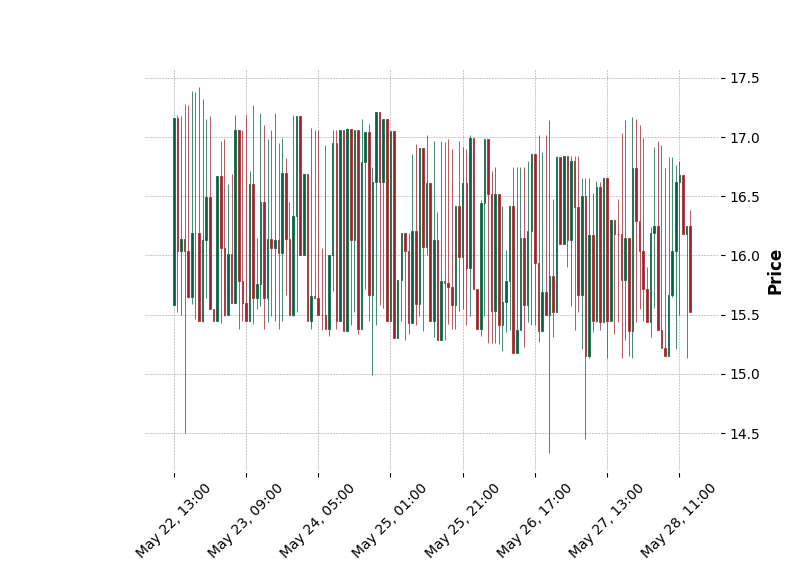 17.5
17.0
16.5
16.0
15.5
15.0
14.5
Price
May 22, 13:00
May 23, 09:00
May 24, 05:00
May 25, 01:00
May 25, 21:00
May 26, 17:00
May 27, 13:00
May 28, 11:00